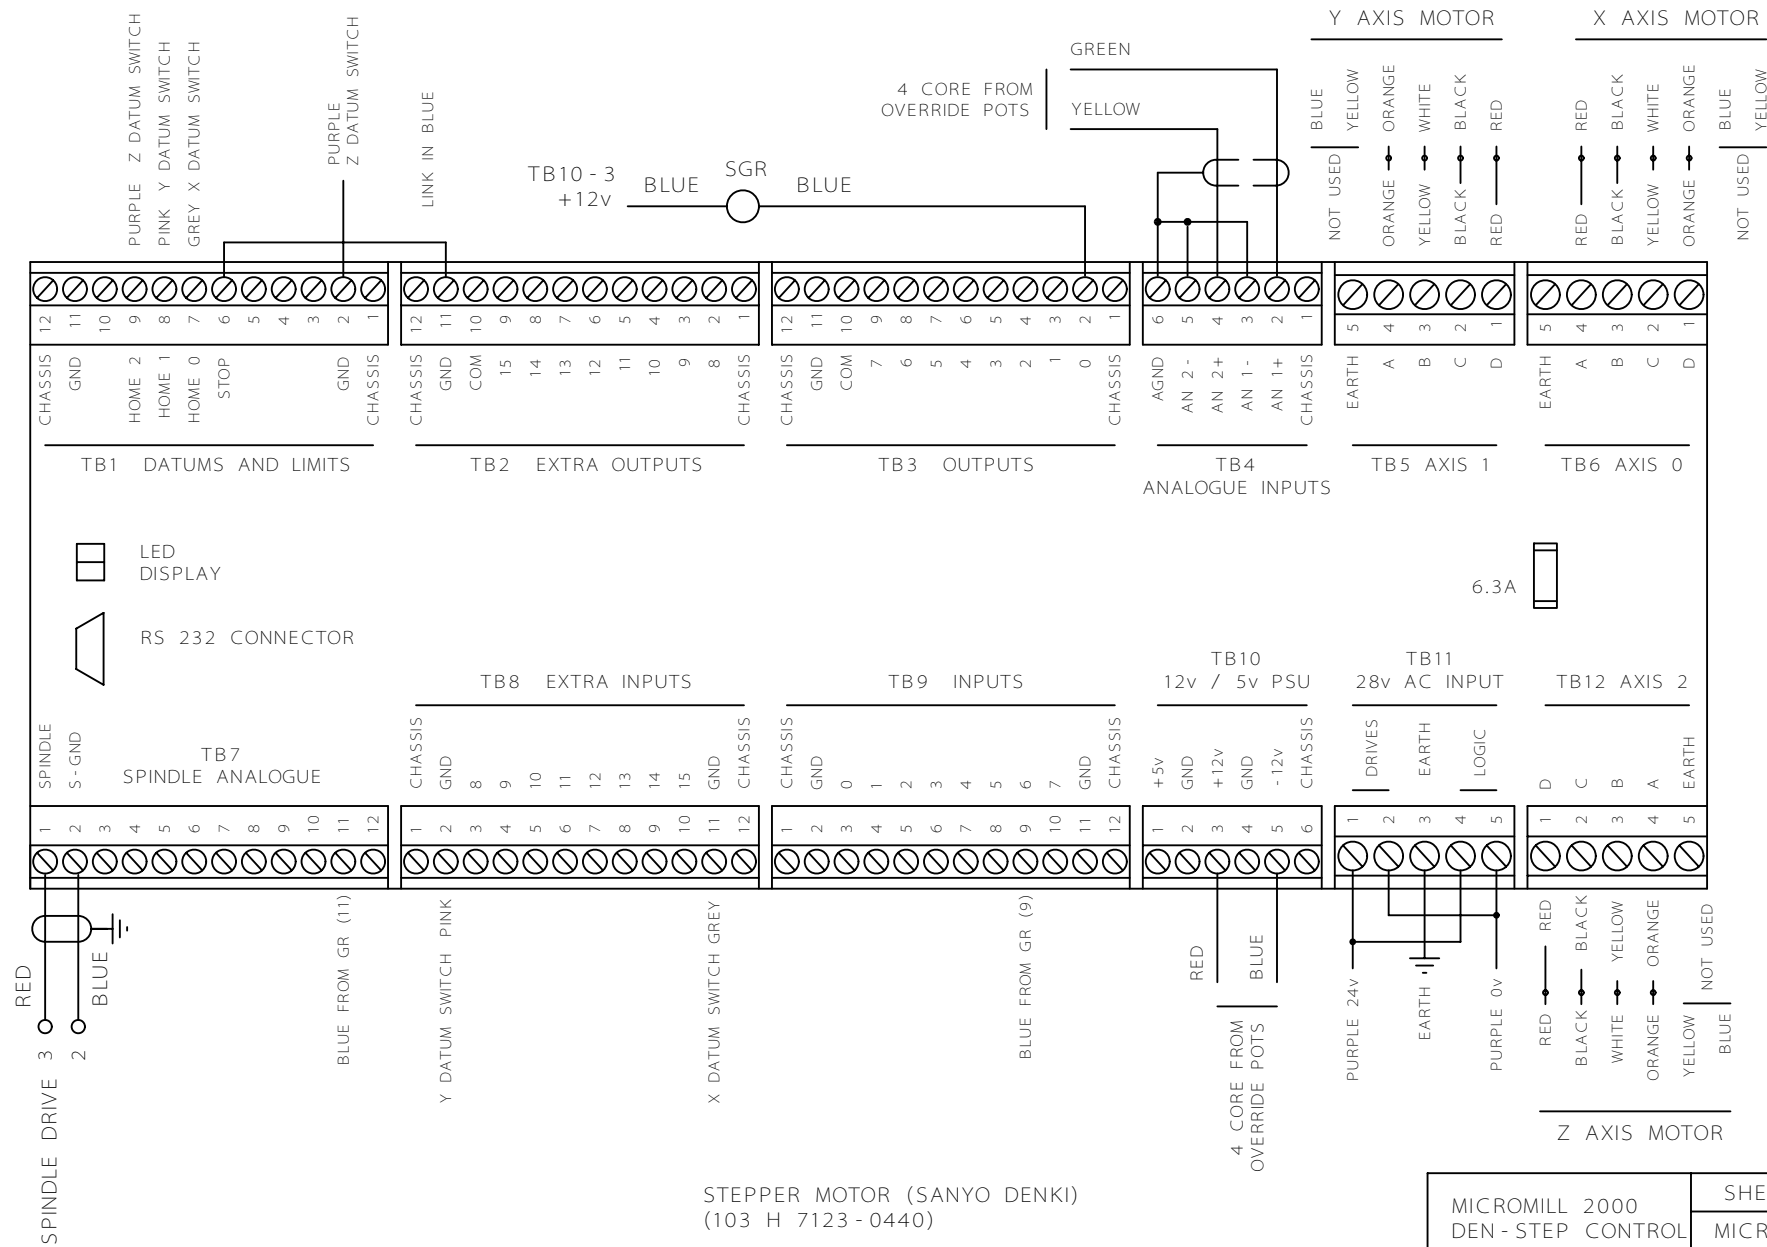 PURPLE Z DATUM SWITCH
PINK Y DATUM SWITCH
GREY X DATUM SWITCH
PURPLE
Z DATUM SWITCH
LINK IN BLUE
TB10 - 3
+12v
BLUE
SGR
BLUE
4 CORE FROM
OVERRIDE POTS
GREEN
YELLOW
Y AXIS MOTOR
BLUE
YELLOW
NOT USED
ORANGE ORANGE
YELLOW WHITE
BLACK BLACK
RED RED
X AXIS MOTOR
RED RED
BLACK BLACK
YELLOW WHITE
ORANGE ORANGE
BLUE
YELLOW
NOT USED
12 11 10 9 8 7 6 5 4 3 2 1
CHASSIS
GND
HOME 2
HOME 1
HOME 0
STOP
GND
CHASSIS
TB1 DATUMS AND LIMITS
12 11 10 9 8 7 6 5 4 3 2 1
CHASSIS
GND
COM
15
14
13
12
11
10
9
8
CHASSIS
TB2 EXTRA OUTPUTS
12 11 10 9 8 7 6 5 4 3 2 1
CHASSIS
GND
COM
7
6
5
4
3
2
1
0
CHASSIS
TB3 OUTPUTS
6 5 4 3 2 1
AGND
AN 2 -
AN 2+
AN 1 -
AN 1+
CHASSIS
TB4
ANALOGUE INPUTS
5 4 3 2 1
EARTH
A
B
C
D
TB5 AXIS 1
5 4 3 2 1
EARTH
A
B
C
D
TB6 AXIS 0
LED
DISPLAY
RS 232 CONNECTOR
6.3A
SPINDLE
S - GND
TB7
SPINDLE ANALOGUE
1 2 3 4 5 6 7 8 9 10 11 12
TB8 EXTRA INPUTS
CHASSIS
GND
8
9
10
11
12
13
14
15
GND
CHASSIS
1 2 3 4 5 6 7 8 9 10 11 12
TB9 INPUTS
CHASSIS
GND
0
1
2
3
4
5
6
7
GND
CHASSIS
1 2 3 4 5 6 7 8 9 10 11 12
TB10
12v / 5v PSU
+5v
GND
+12v
GND
- 12v
CHASSIS
1 2 3 4 5 6
TB11
28v AC INPUT
DRIVES
EARTH
LOGIC
1 2 3 4 5
TB12 AXIS 2
D
C
B
A
EARTH
1 2 3 4 5
RED
BLUE
3
2
SPINDLE DRIVE
BLUE FROM GR (11)
Y DATUM SWITCH PINK
X DATUM SWITCH GREY
BLUE FROM GR (9)
RED
BLUE
4 CORE FROM
OVERRIDE POTS
PURPLE 24v
EARTH
PURPLE 0v
RED RED
BLACK BLACK
WHITE YELLOW
ORANGE ORANGE
NOT USED
YELLOW
BLUE
Z AXIS MOTOR
STEPPER MOTOR (SANYO DENKI)
(103 H 7123 - 0440)
MICROMILL 2000
DEN - STEP CONTROL
SHE
MICR